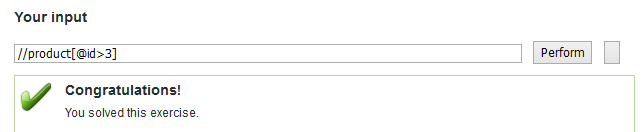 Your input
//product[@id>3] Perform
Congratulations!
You solved this exercise.